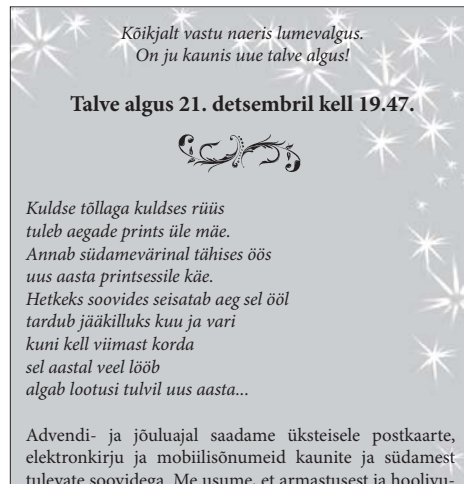 Kõikjalt vastu naeris lumevalgus.
On ju kaunis uue talve algus!
Talve algus 21. detsembril kell 19.47.
Kuldse tõllaga kuldses rüüs
tuleb aegade prints üle mäe.
Annab südamevärinal tähises öös
uus aasta printsessile käe.
Hetkeks soovides seisatab aeg sel ööl
tardub jääkilluks kuu ja vari
kuni kell viimast korda
sel aastal veel lööb
algab lootusi tulvil uus aasta...
Advendi- ja jõuluajal saadame üksteisele postkaarte,
elektronkirju ja mobiilisõnumeid kaunite ja südamest
tulevate soovidega. Me usume, et armastusest ja hoolivu-